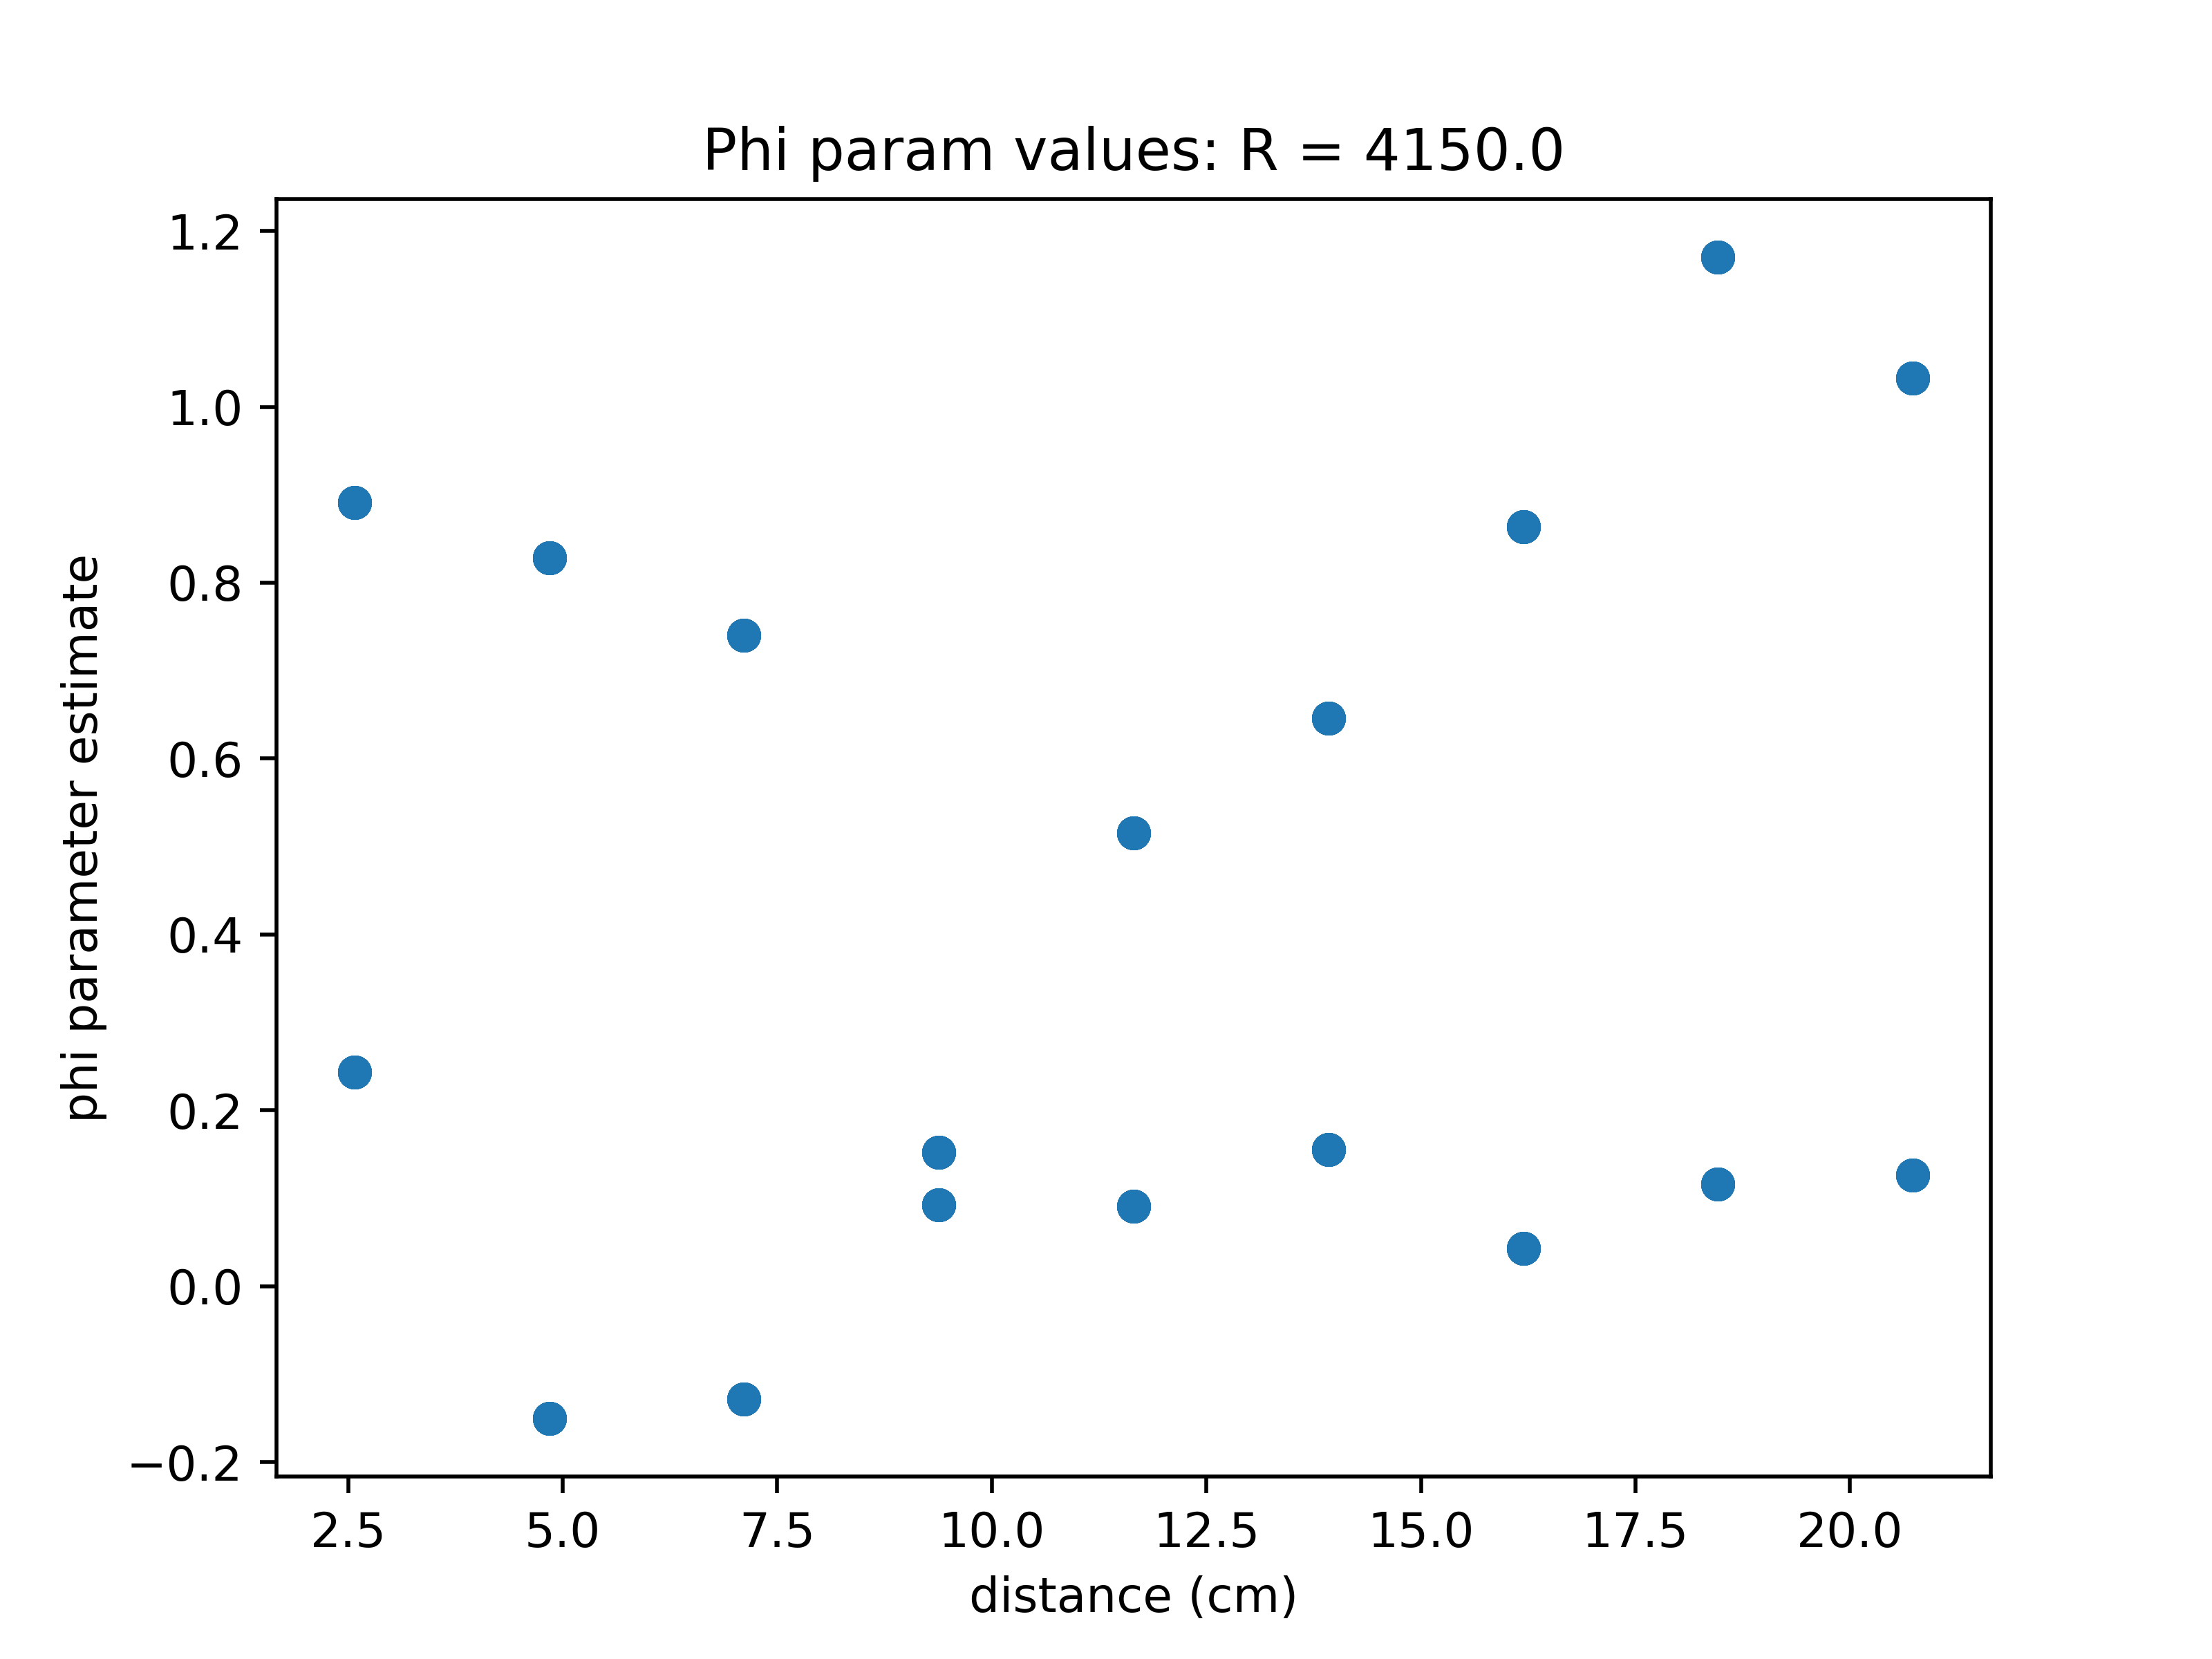 Phi param values: R = 4150.0
phi parameter estimate
1.2
1.0
0.8
0.6
0.4
0.2
0.0
−0.2
2.5 5.0 7.5 10.0 12.5 15.0 17.5 20.0
distance (cm)